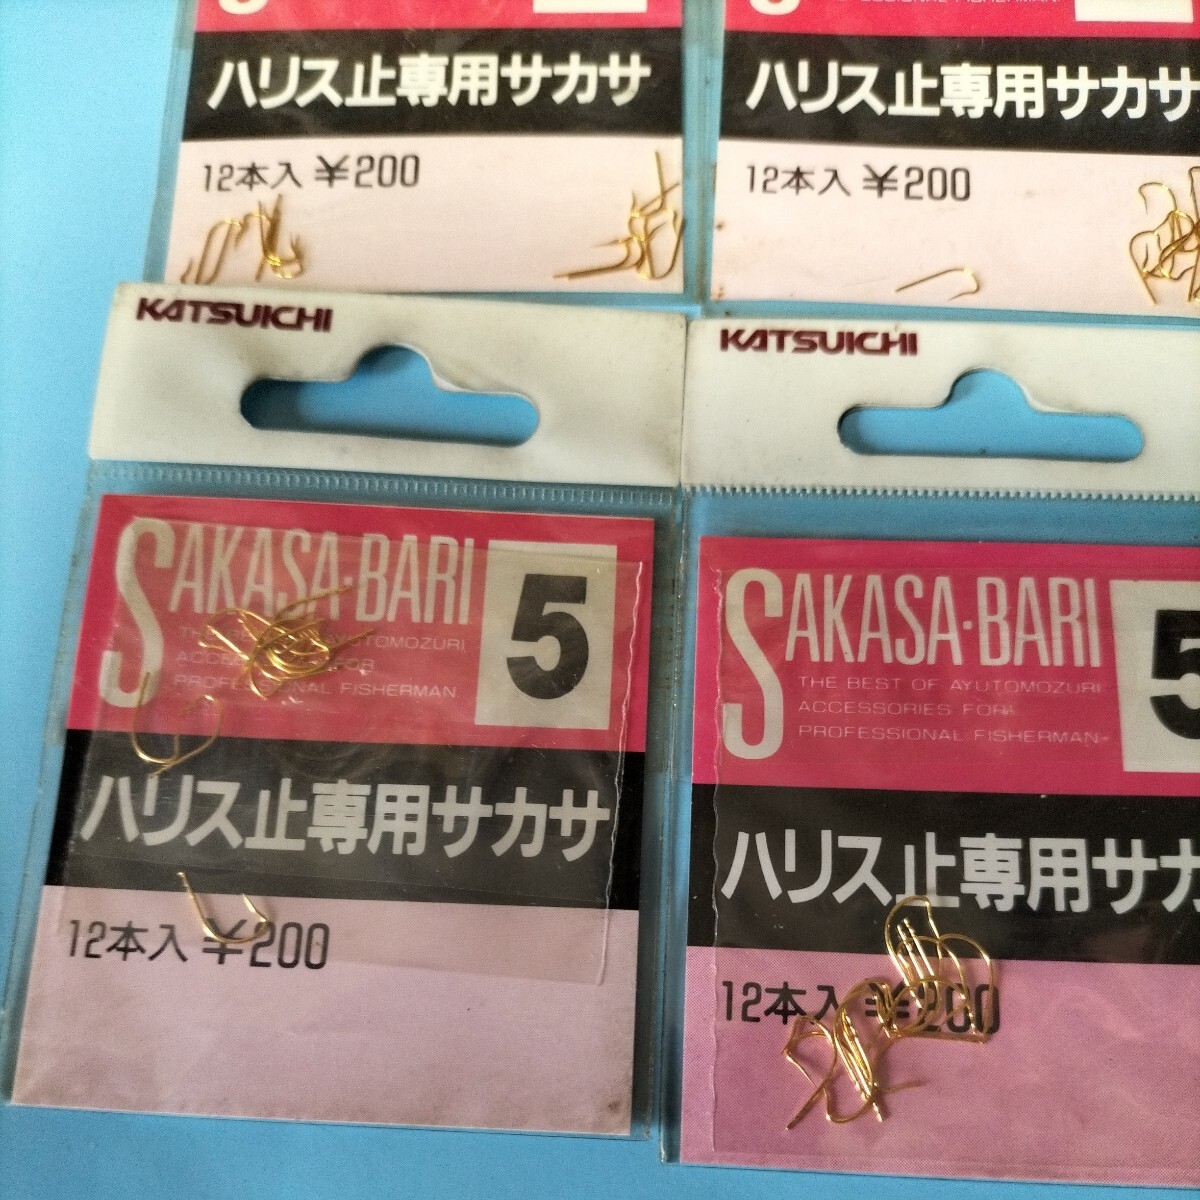 ハリス止専用サカサ
12本入 ¥200
PROFESSIONAL FISHERMAN
ハリス止専用サカサ
12本入 ¥200
KATSUICHI
SAKASA・BARI
5
THE BEST OF AYUTOMOZURI
ACCESSORIES FOR
PROFESSIONAL FISHERMAN
ハリス止専用サカサ
12本入 ¥200
KATSUICHI
SAKASA・BARI
5
THE BEST OF AYUTOMOZURI
ACCESSORIES FOR
PROFESSIONAL FISHERMAN
ハリス止専用サカ
12本入 ¥200